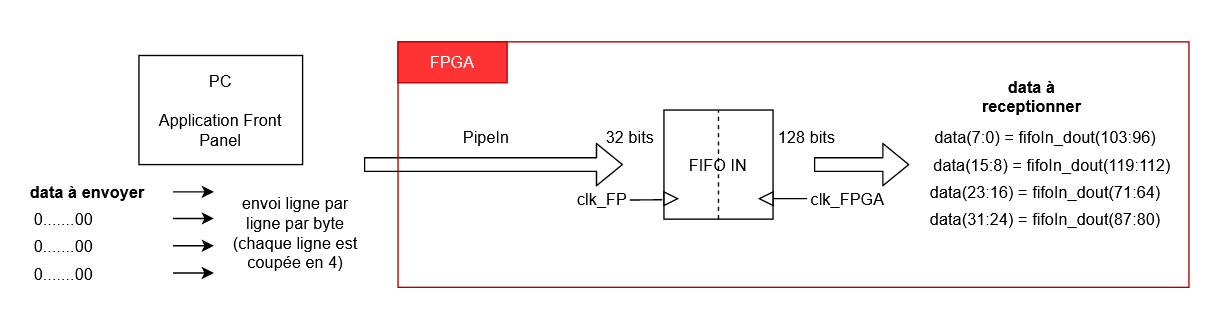 PC
Application Front
Panel
data à envoyer
0.......00
0.......00
0.......00
envoi ligne par
ligne par byte
(chaque ligne est
coupée en 4)
FPGA
PipeIn
32 bits
FIFO IN
128 bits
clk_FP
clk_FPGA
data à
receptionner
data(7:0) = fifoIn_dout(103:96)
data(15:8) = fifoIn_dout(119:112)
data(23:16) = fifoIn_dout(71:64)
data(31:24) = fifoIn_dout(87:80)